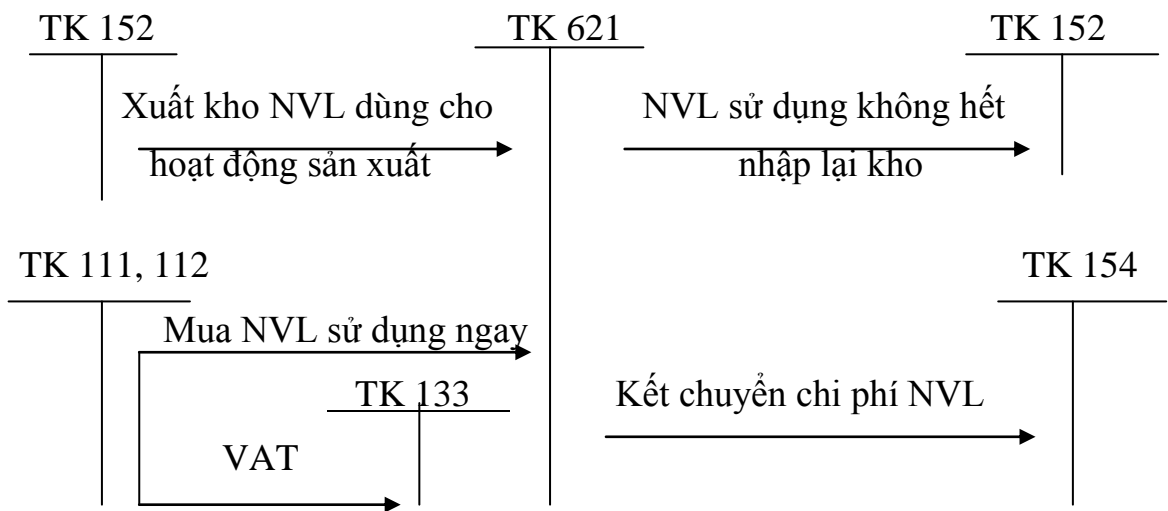 TK 152
TK 621
TK 152
Xuất kho NVL dùng cho
hoạt động sản xuất
NVL sử dụng không hết
nhập lại kho
TK 111, 112
TK 154
Mua NVL sử dụng ngay
TK 133
Kết chuyển chi phí NVL
VAT